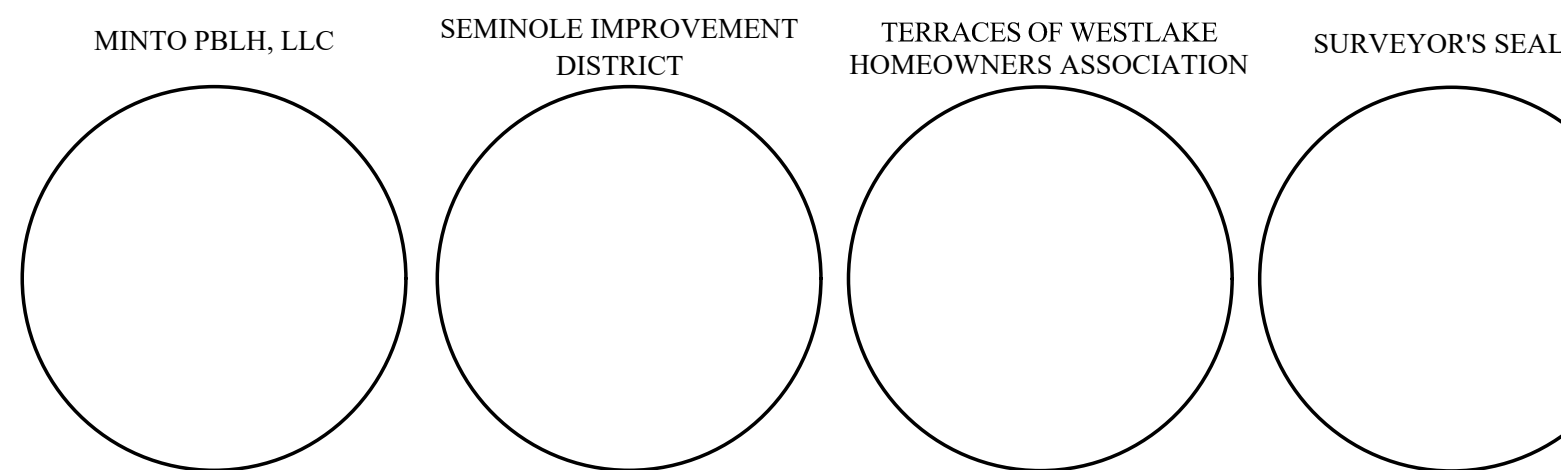 MINTO PBLH, LLC
SEMINOLE IMPROVEMENT
DISTRICT
TERRACES OF WESTLAKE
HOMEOWNERS ASSOCIATION
SURVEYOR'S SEAL